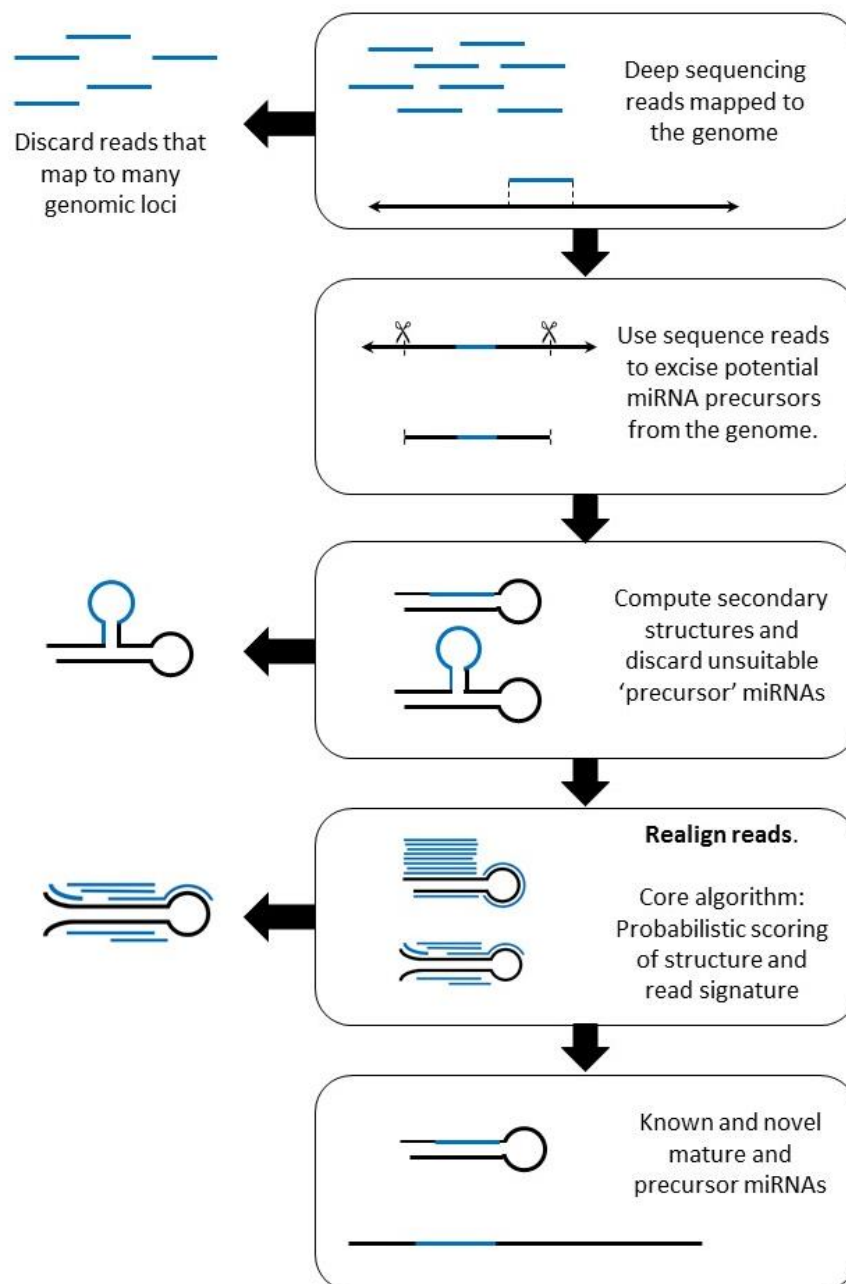 Deep sequencing
reads mapped to
the genome
Discard reads that
map to many
genomic loci
Use sequence reads
to excise potential
miRNA precursors
from the genome.
Compute secondary
structures and
discard unsuitable
‘precursor’ miRNAs
Realign reads.
Core algorithm:
Probabilistic scoring
of structure and
read signature
Known and novel
mature and
precursor miRNAs